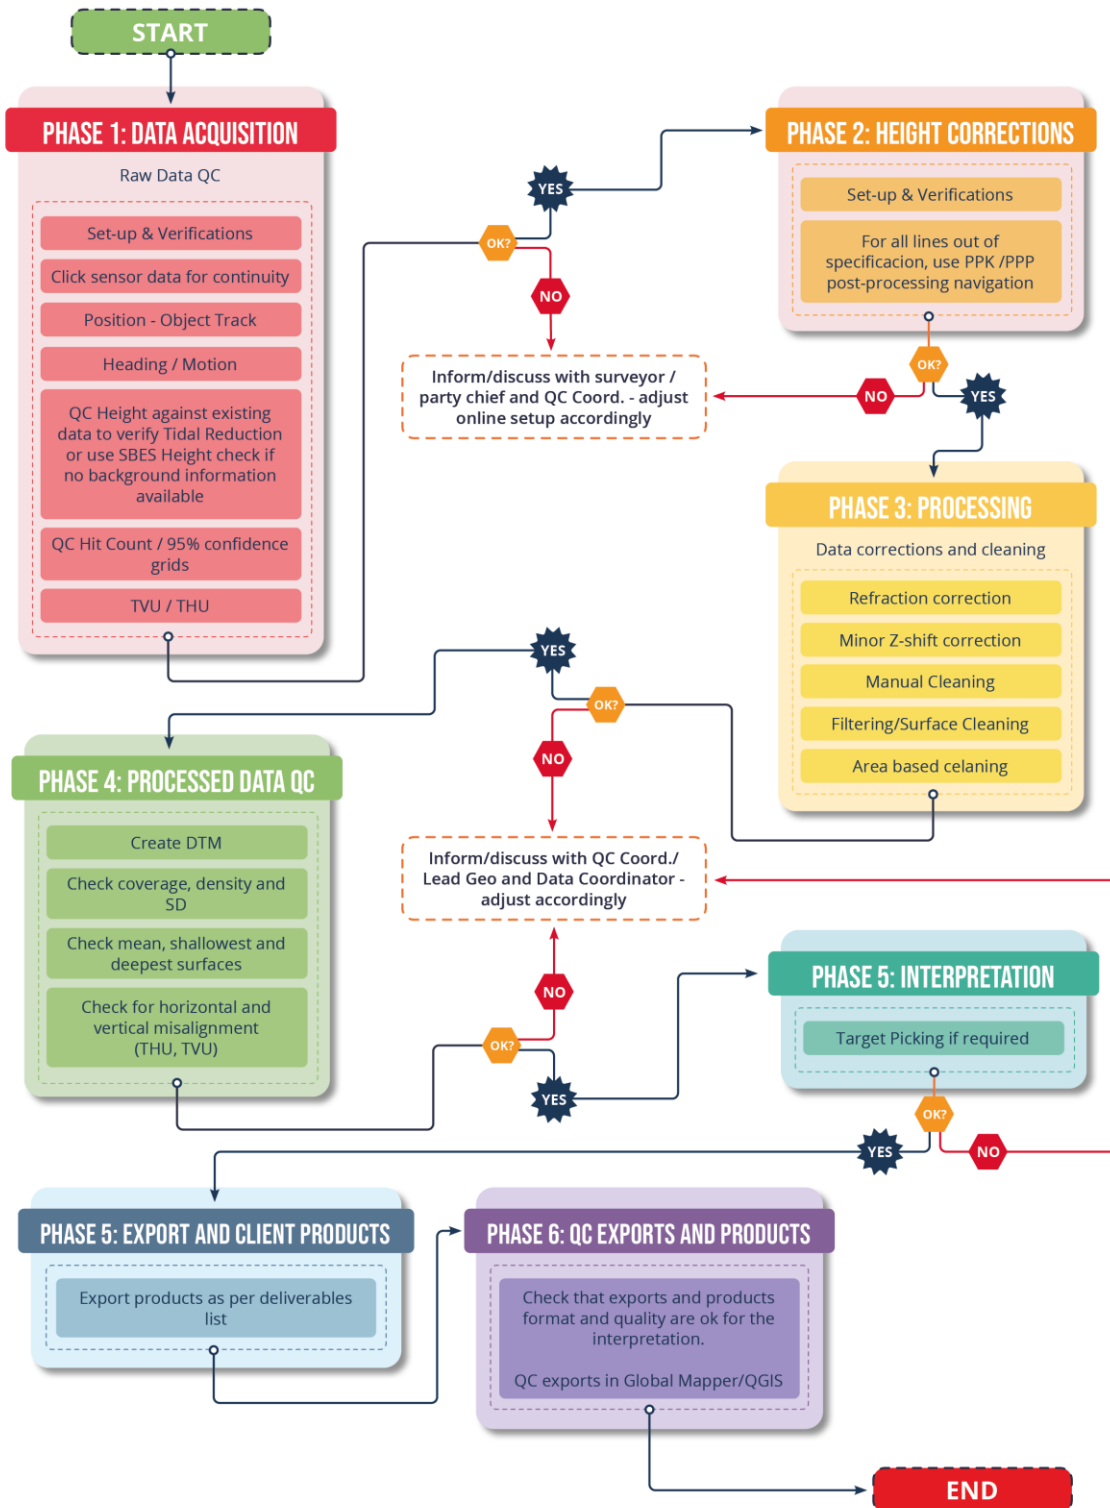 START
PHASE 1: DATA ACQUISITION
Raw Data QC
Set-up & Verifications
Click sensor data for continuity
Position - Object Track
Heading / Motion
QC Height against existing
data to verify Tidal Reduction
or use SBES Height check if
no background information
available
QC Hit Count / 95% confidence
grids
TVU / THU
OK?
YES
NO
Inform/discuss with surveyor /
party chief and QC Coord. - adjust
online setup accordingly
PHASE 2: HEIGHT CORRECTIONS
Set-up & Verifications
For all lines out of
specificacion, use PPK /PPP
post-processing navigation
OK?
NO
YES
PHASE 3: PROCESSING
Data corrections and cleaning
Refraction correction
Minor Z-shift correction
Manual Cleaning
Filtering/Surface Cleaning
Area based celaning
YES
OK?
NO
Inform/discuss with QC Coord./
Lead Geo and Data Coordinator -
adjust accordingly
PHASE 4: PROCESSED DATA QC
Create DTM
Check coverage, density and
SD
Check mean, shallowest and
deepest surfaces
Check for horizontal and
vertical misalignment
(THU, TVU)
NO
OK?
YES
PHASE 5: INTERPRETATION
Target Picking if required
OK?
YES
NO
PHASE 5: EXPORT AND CLIENT PRODUCTS
Export products as per deliverables
list
PHASE 6: QC EXPORTS AND PRODUCTS
Check that exports and products
format and quality are ok for the
interpretation.
QC exports in Global Mapper/QGIS
END